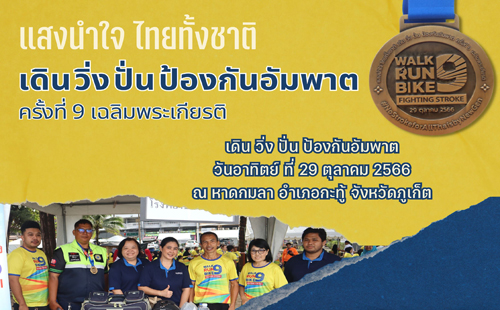 แสงนำใจ ไทยทั้งชาติ
เดิน วิ่ง ปั่น ป้องกันอัมพาต
ครั้งที่ 9 เฉลิมพระเกียรติ
WALK
RUN
BIKE
9
FIGHTING STROKE
29 ตุลาคม 2566
เดิน วิ่ง ปั่น ป้องกันอัมพาต
วันอาทิตย์ ที่ 29 ตุลาคม 2566
ณ หาดกมลา อำเภอกะทู้ จังหวัดภูเก็ต